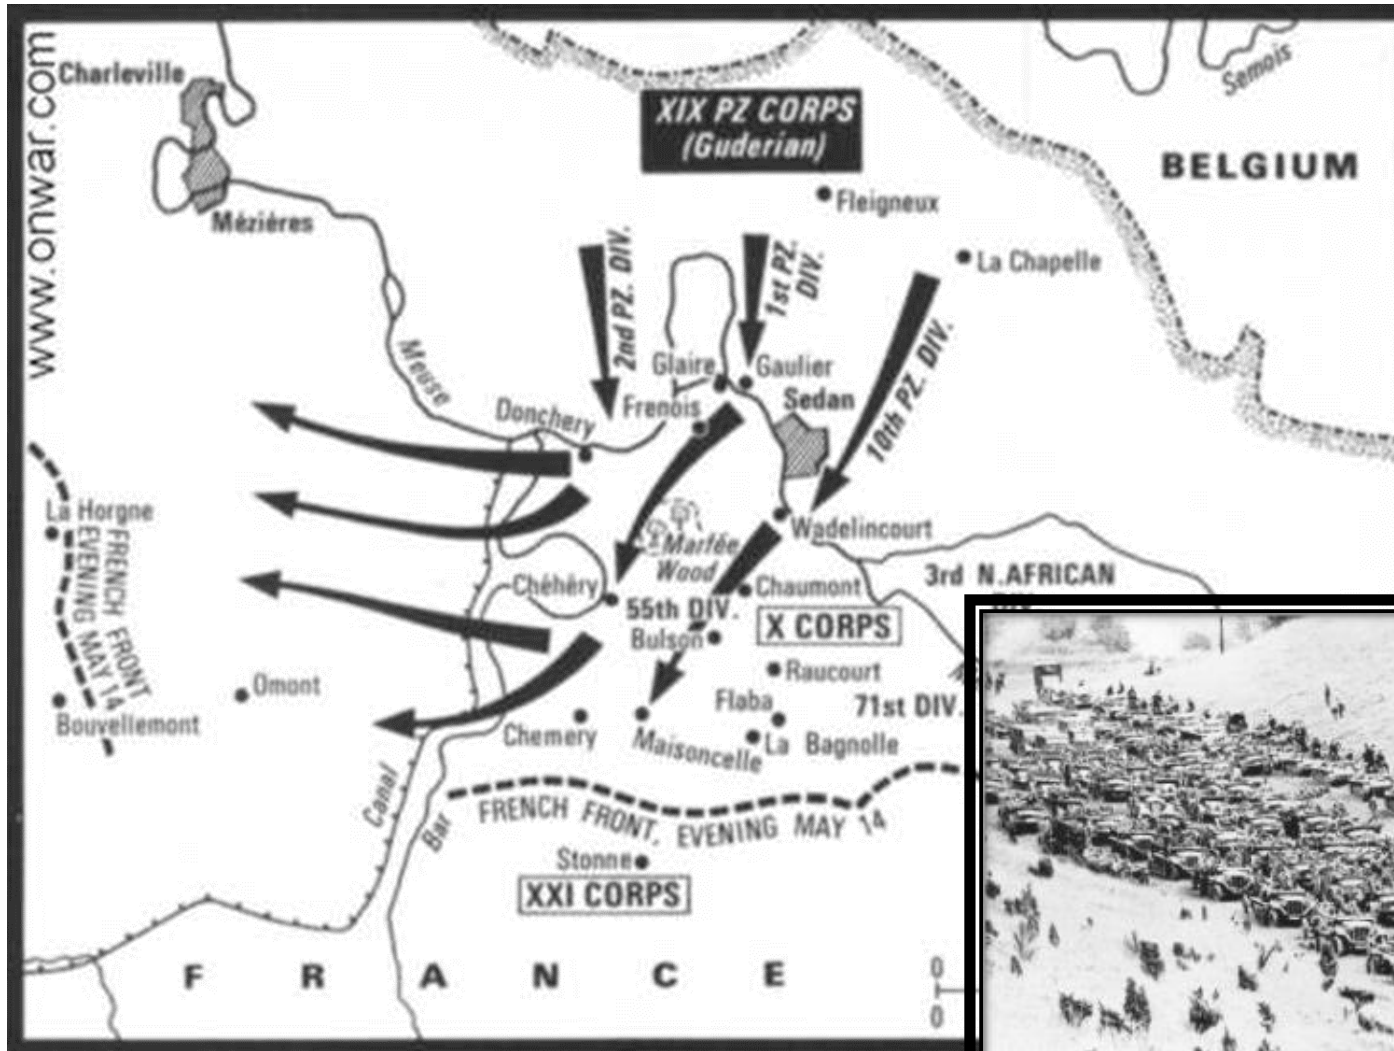 www.onwar.com
Charleville
Mézières
XIX PZ CORPS
(Guderian)
Semois
BELGIUM
Fleigneux
La Chapelle
2nd PZ. DIV.
1st PZ.
DIV.
10th PZ. DIV.
Meuse
Glaire
Gaulier
Donchery
Frenois
Sedan
La Horgne
FRENCH FRONT
EVENING MAY 14
Marfée
Wood
Wadelincourt
Chéhéry
Chaumont
3rd N.AFRICAN
55th DIV.
X CORPS
Bulson
Raucourt
Omont
Flaba
71st DIV.
Bouvellemont
Chemery
Maisoncelle
La Bagnolle
Canal
Bar
FRENCH FRONT, EVENING MAY 14
Stonne
XXI CORPS
FRANCE
0
0